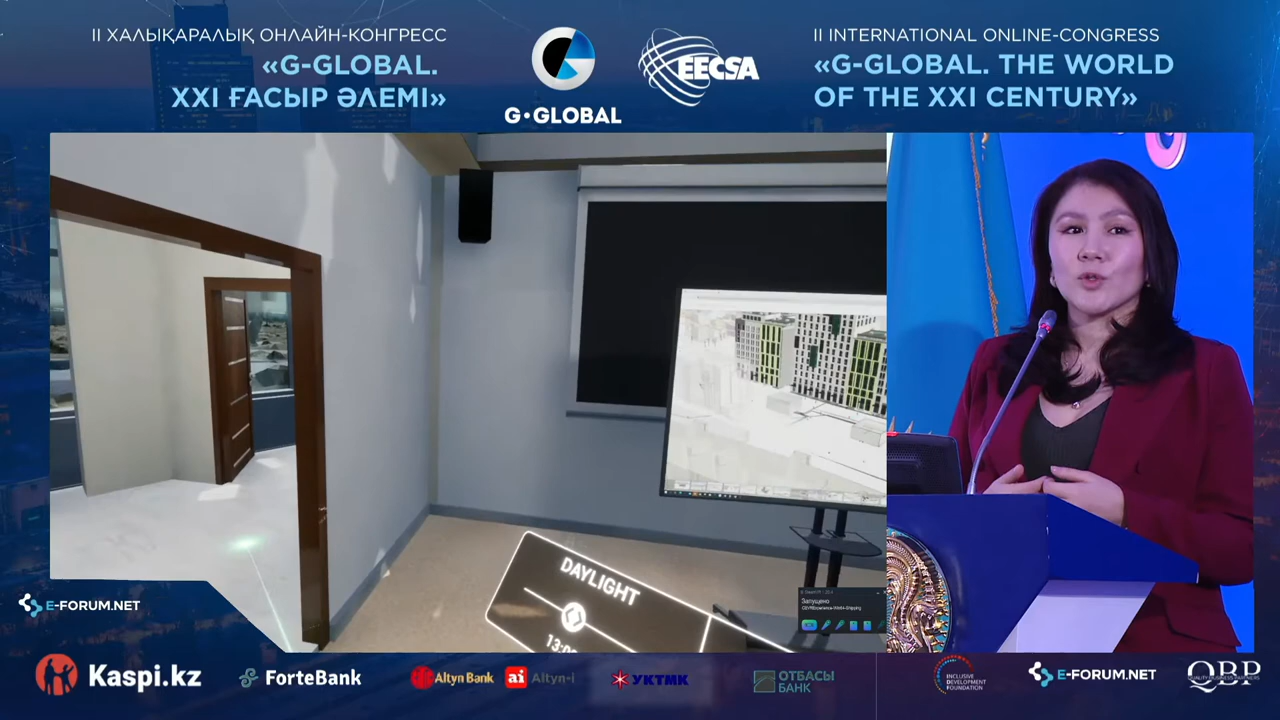 II ХАЛЫҚАРАЛЫҚ ОНЛАЙН-КОНГРЕСС
«G-GLOBAL.
XXI ҒАСЫР ӘЛЕМІ»
G·GLOBAL
EECSA
II INTERNATIONAL ONLINE-CONGRESS
«G-GLOBAL. THE WORLD
OF THE XXI CENTURY»
DAYLIGHT
Запущено
E-FORUM.NET
Kaspi.kz
ForteBank
Altyn Bank
ai Altyn-i
УКТМК
ОТБАСЫ
БАНК
INCLUSIVE
DEVELOPMENT
FOUNDATION
E-FORUM.NET
QBP